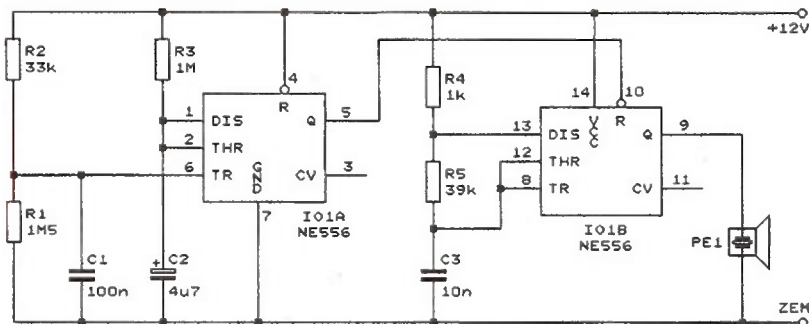 +12V
R2
33k
R3
1M
4
R
1
DIS
Q
5
2
THR
6
TR
GND
CV
3
7
IO1A
NE556
R1
1M5
C1
100n
+
C2
4u7
R4
1k
14
10
VCC
R
13
DIS
Q
9
12
THR
8
TR
CV
11
R5
39k
IO1B
NE556
C3
10n
PE1
ZEM